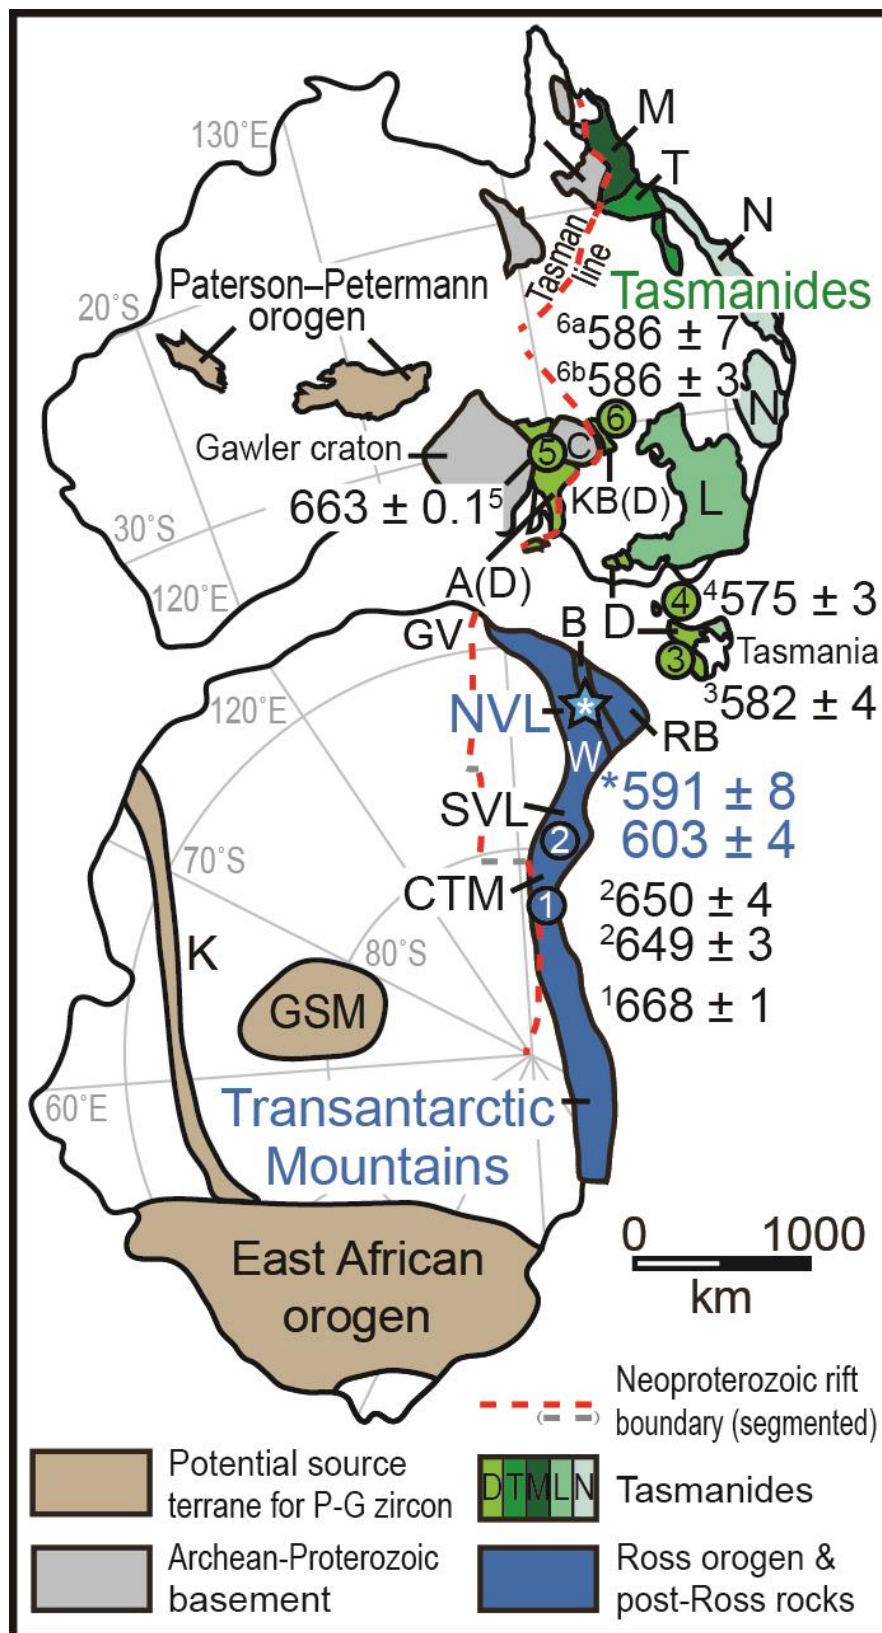 130°E
M
T
N
Tasman
line
Tasmanides
Paterson–Petermann
orogen
20°S
6a586 ± 7
6b586 ± 3
N
6
5
C
Gawler craton
L
KB(D)
663 ± 0.1⁵
30°S
120°E
A(D)
D
4
⁴575 ± 3
GV
B
D
Tasmania
3
³582 ± 4
120°E
NVL
*
RB
W
*591 ± 8
603 ± 4
SVL
2
70°S
CTM
1
²650 ± 4
²649 ± 3
K
80°S
¹668 ± 1
GSM
60°E
Transantarctic
Mountains
East African
orogen
0 1000
km
Neoproterozoic rift
boundary (segmented)
( )
Potential source
terrane for P-G zircon
D T M L N
Tasmanides
Archean-Proterozoic
basement
Ross orogen &
post-Ross rocks